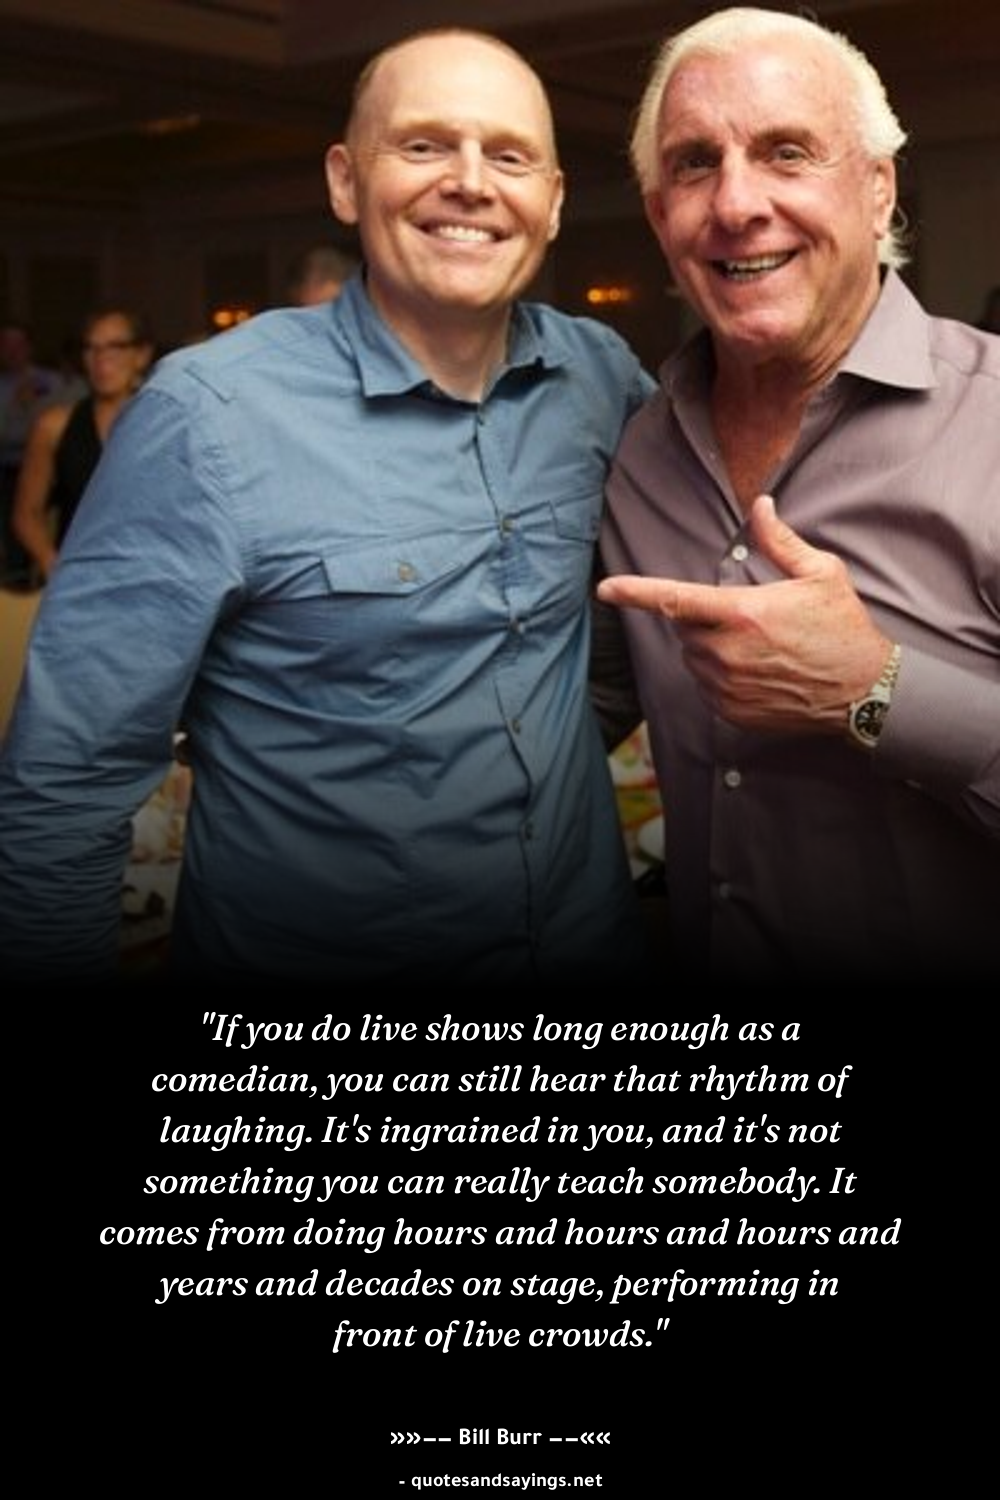 "If you do live shows long enough as a
comedian, you can still hear that rhythm of
laughing. It's ingrained in you, and it's not
something you can really teach somebody. It
comes from doing hours and hours and hours and
years and decades on stage, performing in
front of live crowds."
»»–– Bill Burr ––««
- quotesandsayings.net